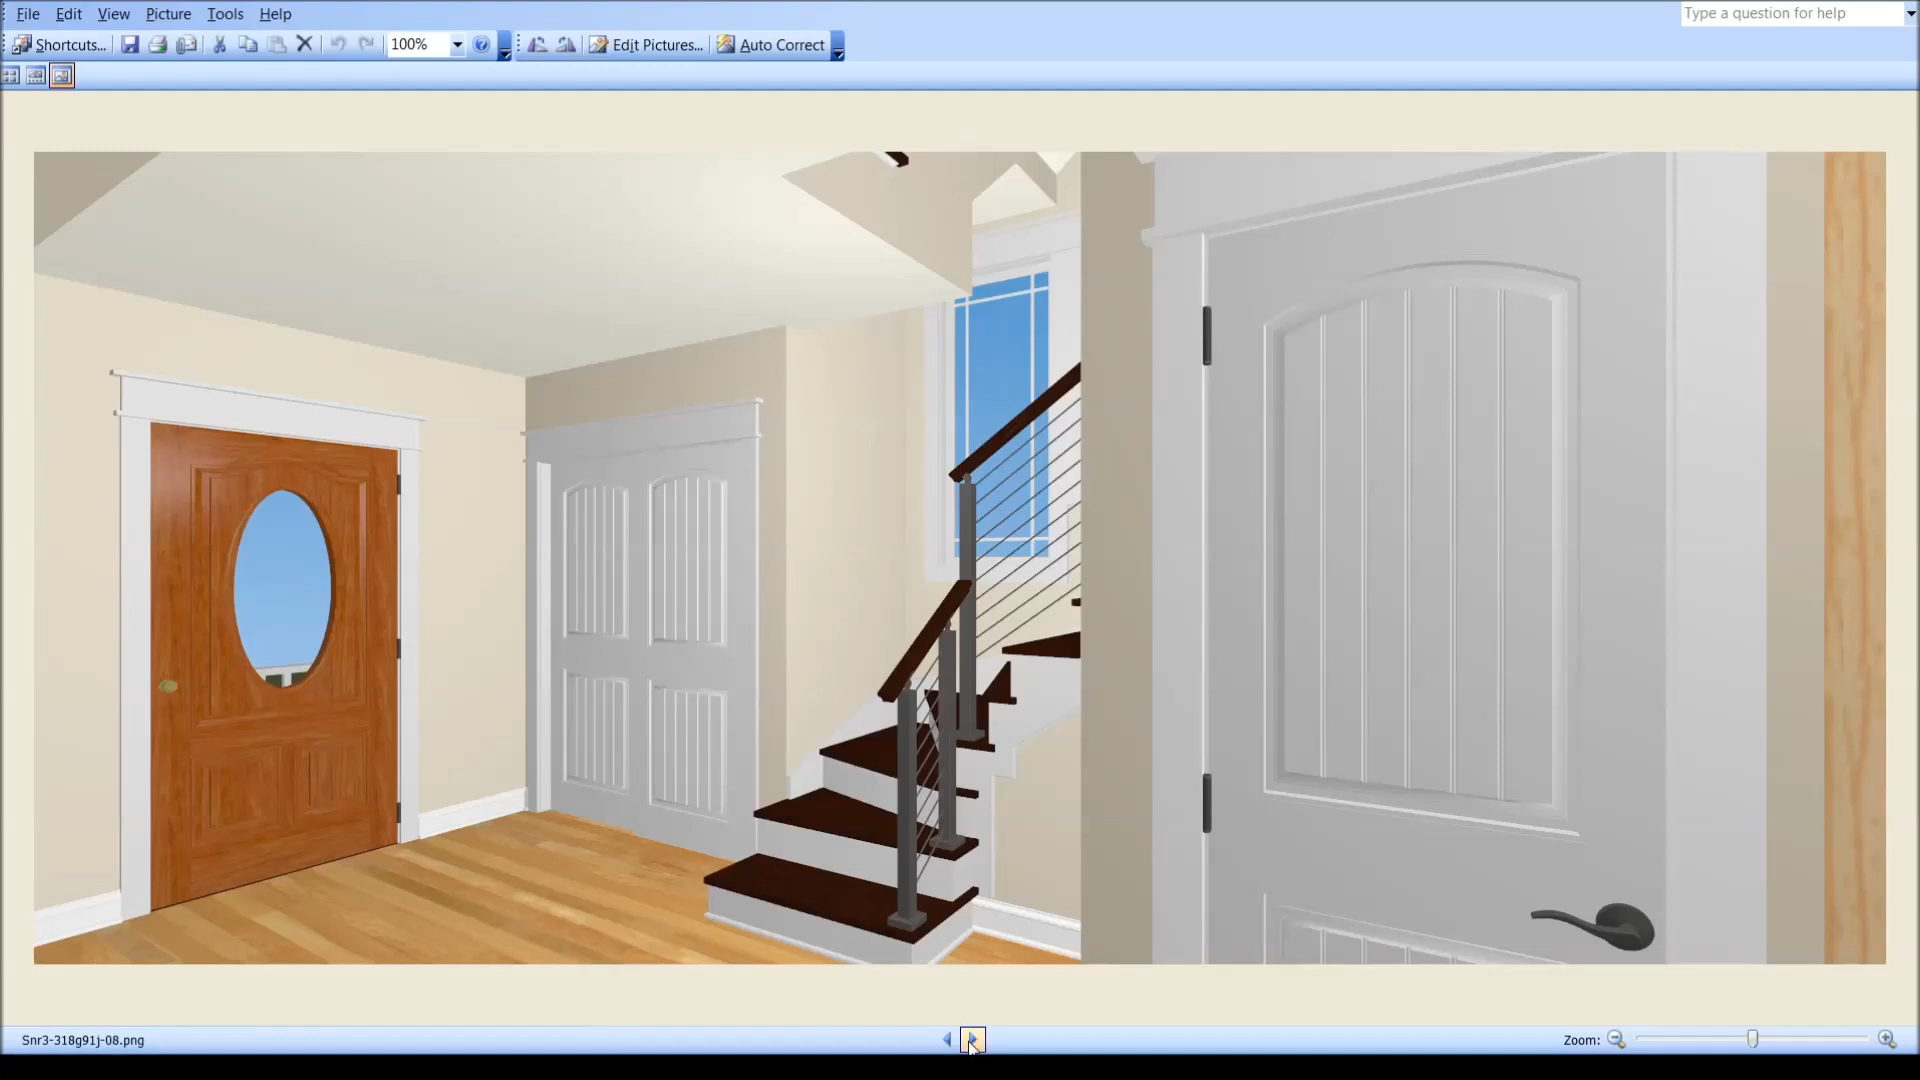 File Edit View Picture Tools Help
Type a question for help
Shortcuts... 100% Edit Pictures... Auto Correct
Snr3-318g91j-08.png
Zoom: